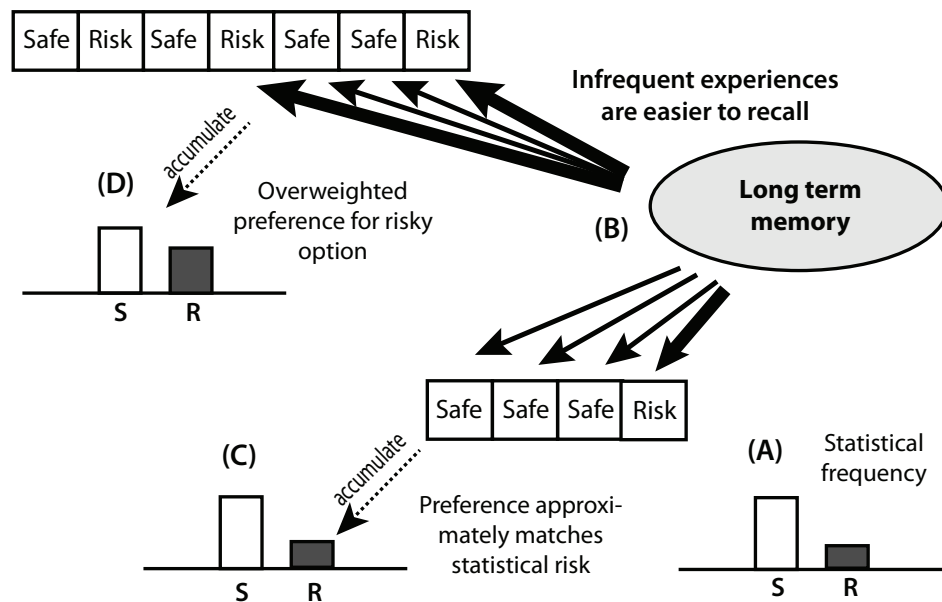 Safe Risk Safe Risk Safe Safe Risk
Infrequent experiences
are easier to recall
accumulate
(D)
Overweighted
preference for risky
option
S R
(B)
Long term
memory
Safe Safe Safe Risk
(C)
accumulate
Preference approxi-
mately matches
statistical risk
S R
(A)
Statistical
frequency
S R